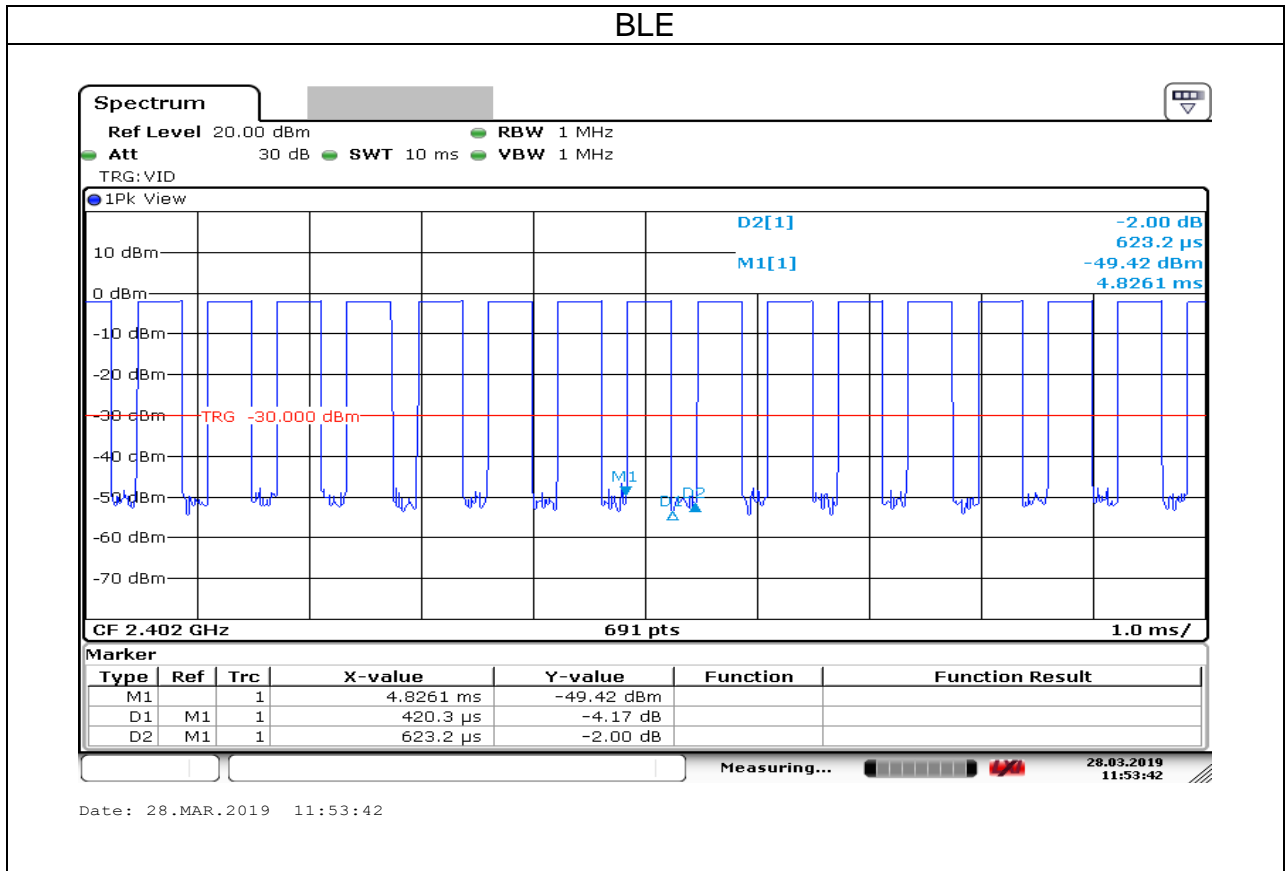 BLE
Spectrum
Ref Level 20.00 dBm RBW 1 MHz
Att 30 dB SWT 10 ms VBW 1 MHz
TRG:VID
1Pk View
D2[1] -2.00 dB
623.2 µs
10 dBm
M1[1] -49.42 dBm
4.8261 ms
0 dBm
-10 dBm
-20 dBm
-30 dBm
TRG -30.000 dBm
-40 dBm
M1
-50 dBm
D2
-60 dBm
-70 dBm
CF 2.402 GHz 691 pts 1.0 ms/
Marker
Type Ref Trc X-value Y-value Function Function Result
M1 1 4.8261 ms -49.42 dBm
D1 M1 1 420.3 µs -4.17 dB
D2 M1 1 623.2 µs -2.00 dB
Measuring... 28.03.2019
11:53:42
Date: 28.MAR.2019 11:53:42